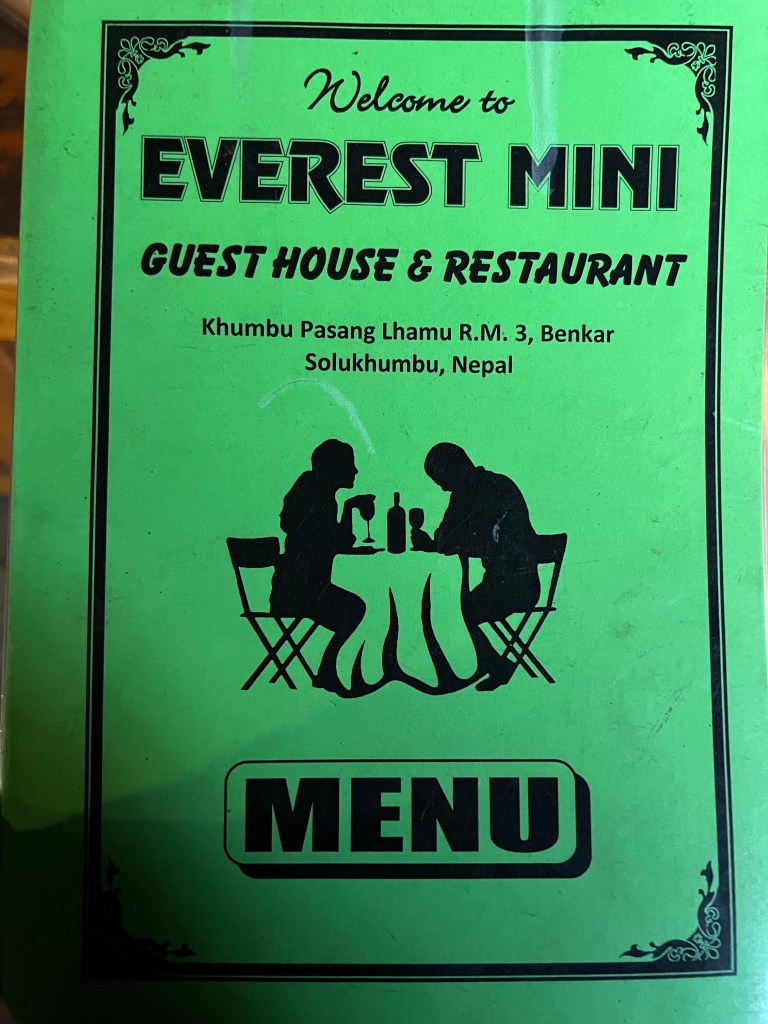 Welcome to
EVEREST MINI
GUEST HOUSE & RESTAURANT
Khumbu Pasang Lhamu R.M. 3, Benkar
Solukhumbu, Nepal
MENU